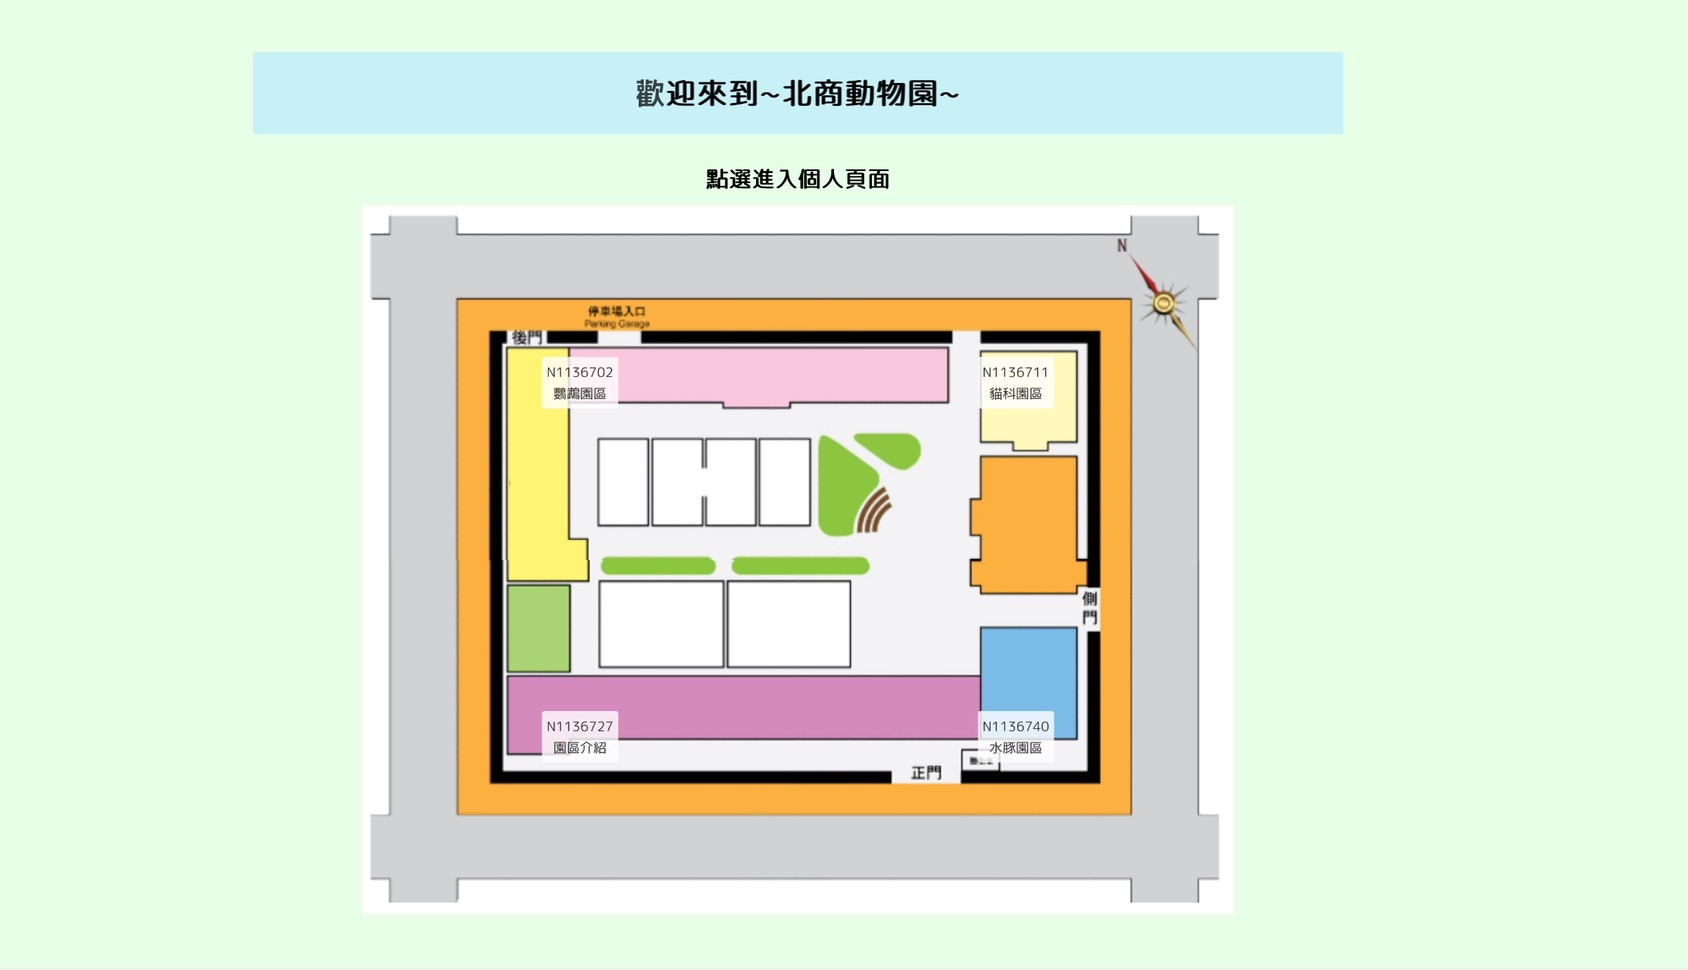 歡迎來到~北商動物園~
點選進入個人頁面
N
停車場入口
Parking Garage
後門
N1136702
鸚鵡園區
N1136711
貓科園區
側門
N1136727
園區介紹
N1136740
水豚園區
正門